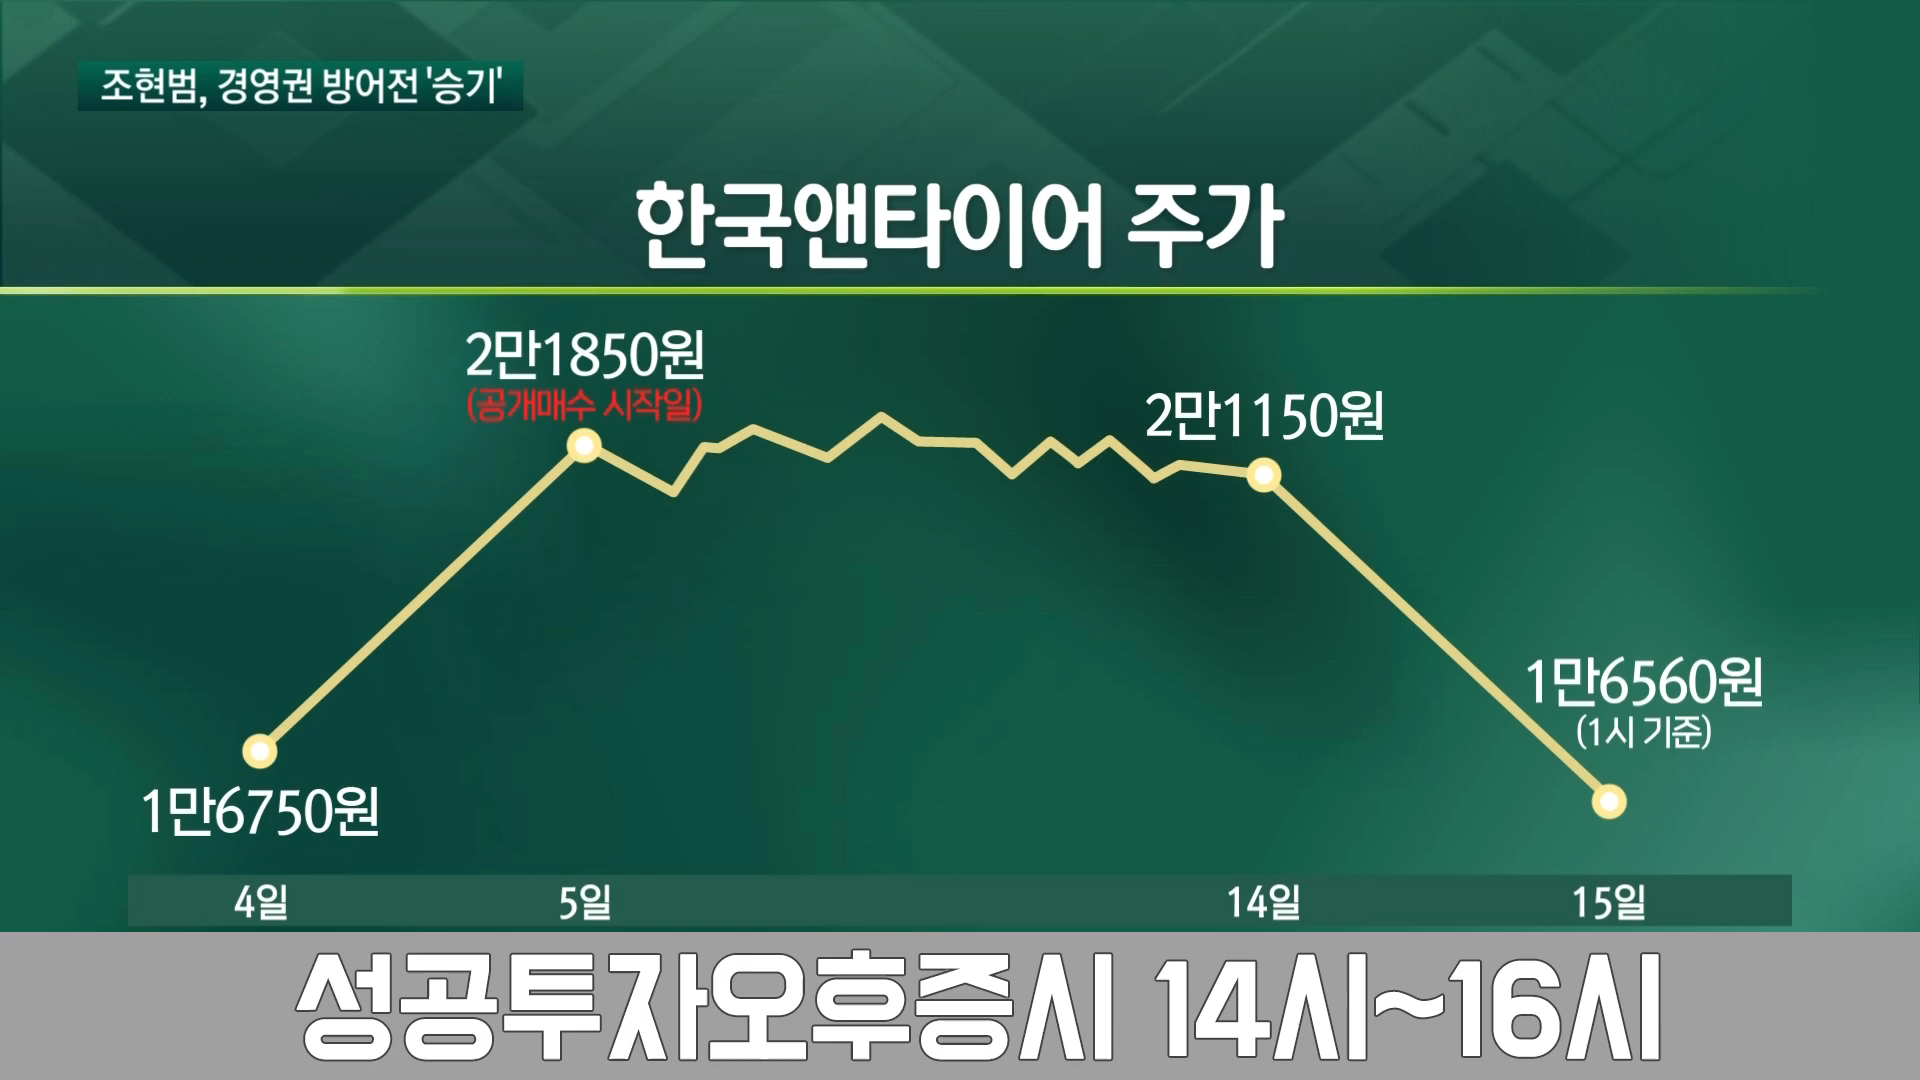 조현범, 경영권 방어전 '승기'
한국앤타이어 주가
2만1850원
(공개매수 시작일)
2만1150원
1만6560원
(1시 기준)
1만6750원
4일 5일 14일 15일
성공투자오후증시 14시~16시